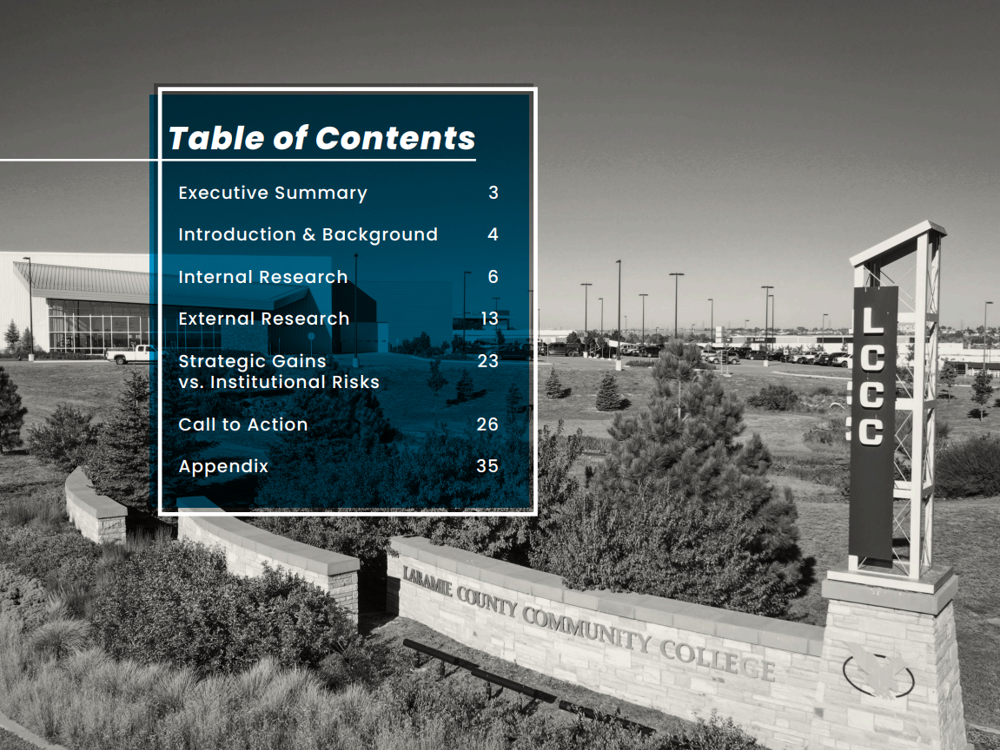 Table of Contents
Executive Summary 3
Introduction & Background 4
Internal Research 6
External Research 13
Strategic Gains 23
vs. Institutional Risks
Call to Action 26
Appendix 35
L
C
C
C
LARAMIE COUNTY COMMUNITY COLLEGE